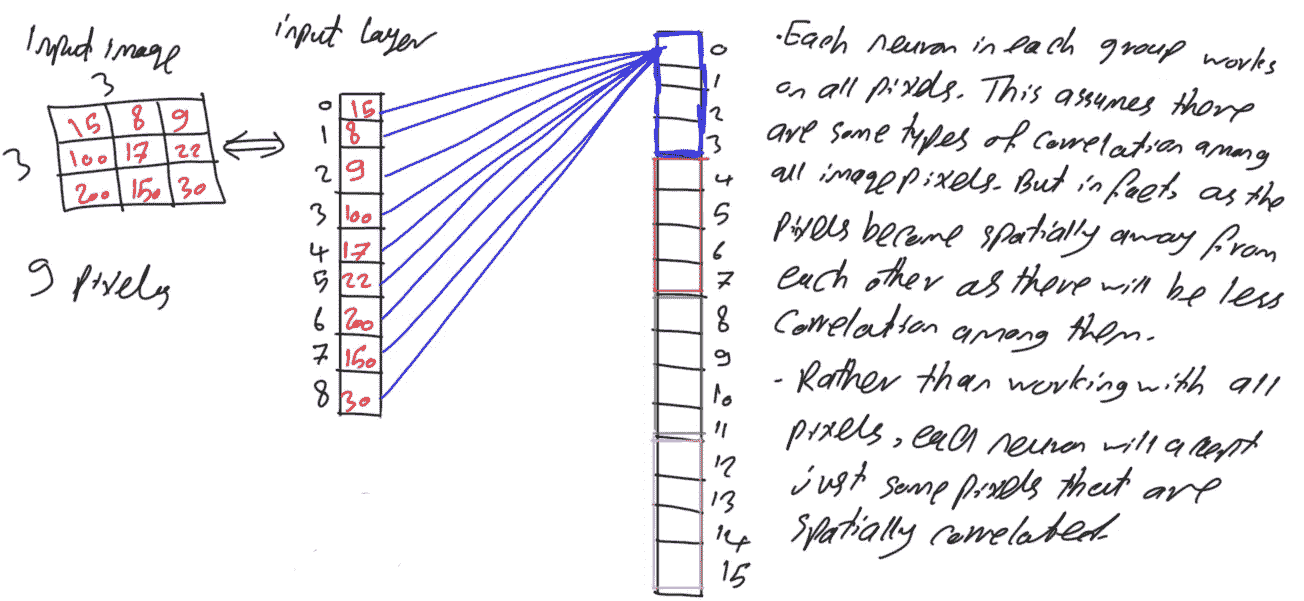 Input image
3
3
15 8 9
100 17 22
200 150 30
9 pixels
input layer
0 15
1 8
2 9
3 100
4 17
5 22
6 200
7 150
8 30
0
1
2
3
4
5
6
7
8
9
10
11
12
13
14
15
. Each neuron in each group works
on all pixels. This assumes there
are some types of correlation among
all image pixels. But in facts as the
pixels become spatially away from
each other as there will be less
Correlation among them.
- Rather than working with all
pixels, each neuron will accept
just some pixels that are
spatially correlated.